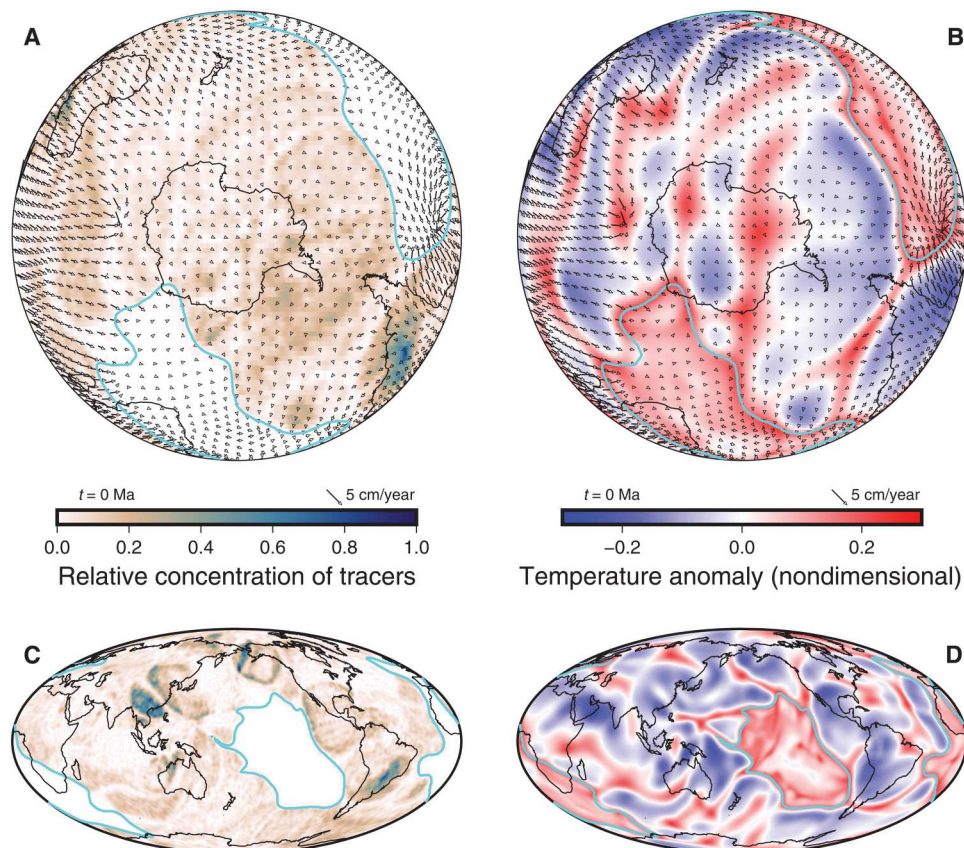 A
B
t = 0 Ma
5 cm/year
0.0 0.2 0.4 0.6 0.8 1.0
Relative concentration of tracers
t = 0 Ma
5 cm/year
−0.2 0.0 0.2
Temperature anomaly (nondimensional)
C
D